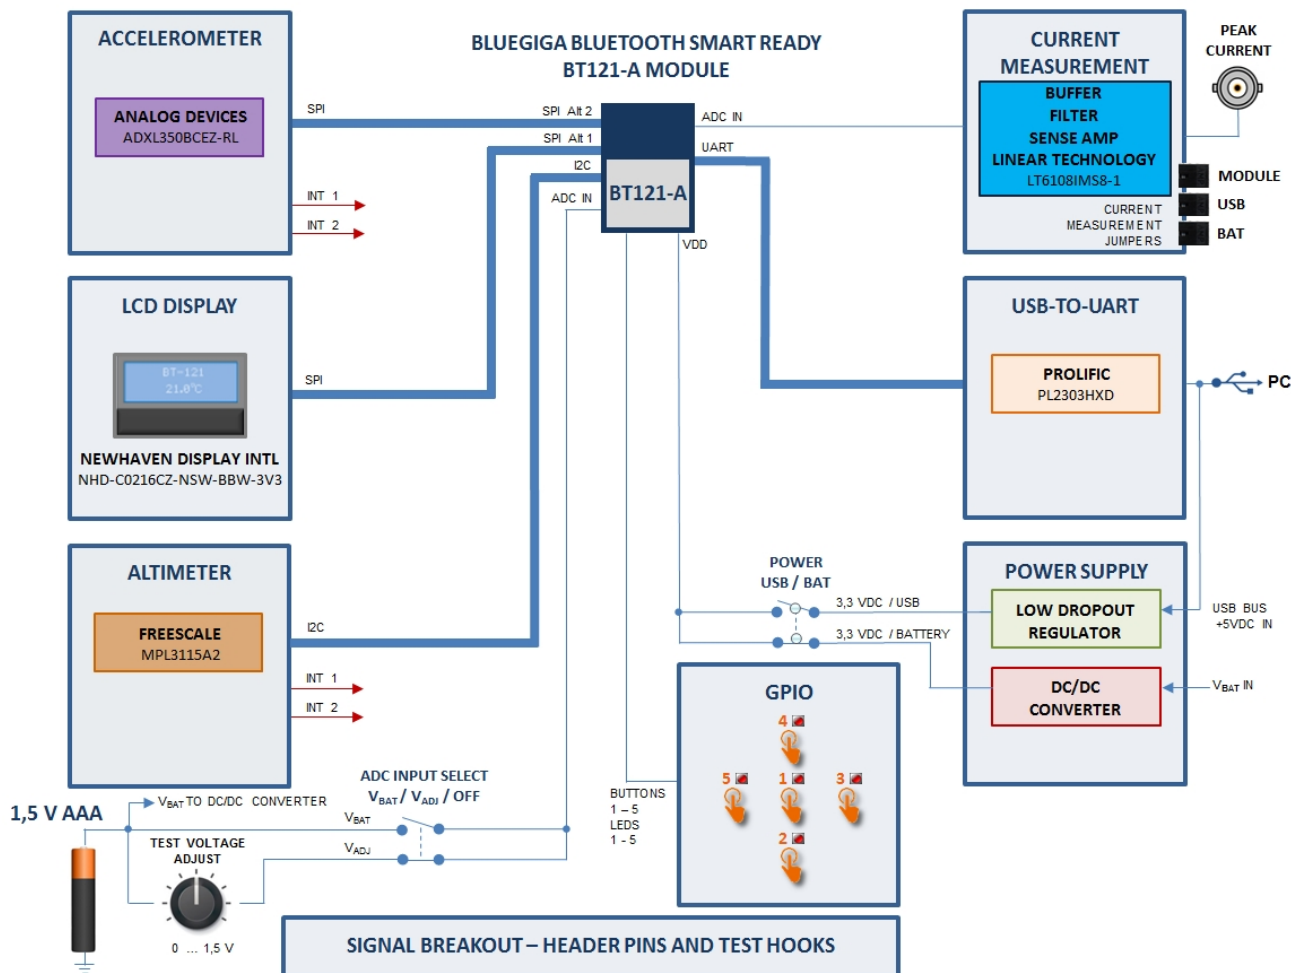 BLUEGIGA BLUETOOTH SMART READY
BT121-A MODULE
ACCELEROMETER
ANALOG DEVICES
ADXL350BCEZ-RL
SPI
INT 1
INT 2
SPI Alt 2
SPI Alt 1
I2C
ADC IN
BT121-A
ADC IN
UART
VDD
CURRENT
MEASUREMENT
BUFFER
FILTER
SENSE AMP
LINEAR TECHNOLOGY
LT6108IMS8-1
CURRENT
MEASUREMENT
JUMPERS
PEAK
CURRENT
MODULE
USB
BAT
LCD DISPLAY
BT-121
21.0°C
NEWHAVEN DISPLAY INTL
NHD-C0216CZ-NSW-BBW-3V3
SPI
USB-TO-UART
PROLIFIC
PL2303HXD
PC
ALTIMETER
FREESCALE
MPL3115A2
I2C
INT 1
INT 2
POWER
USB / BAT
3,3 VDC / USB
3,3 VDC / BATTERY
POWER SUPPLY
LOW DROPOUT
REGULATOR
DC/DC
CONVERTER
USB BUS
+5VDC IN
VBAT IN
GPIO
4
5
1
3
2
BUTTONS
1 – 5
LEDS
1 - 5
ADC INPUT SELECT
VBAT / VADJ / OFF
1,5 V AAA
VBAT TO DC/DC CONVERTER
VBAT
VADJ
TEST VOLTAGE
ADJUST
0 ... 1,5 V
SIGNAL BREAKOUT – HEADER PINS AND TEST HOOKS